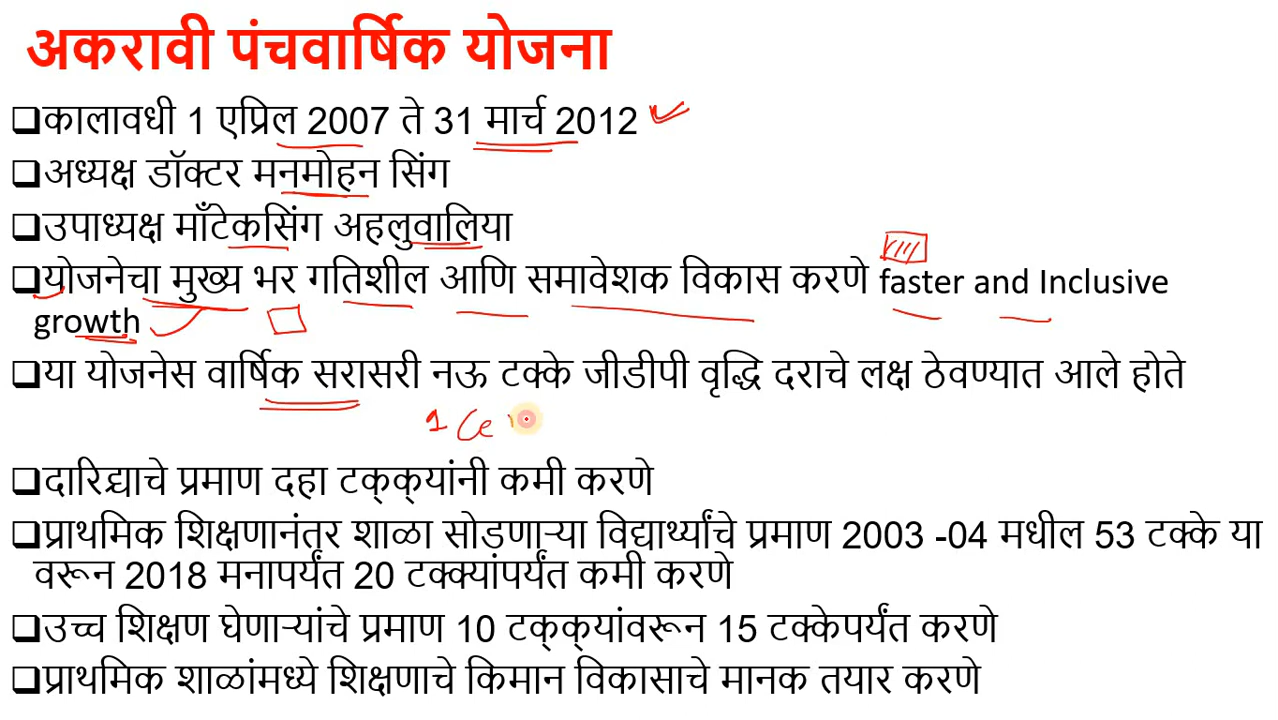 अकरावी पंचवार्षिक योजना
❑कालावधी 1 एप्रिल 2007 ते 31 मार्च 2012
❑अध्यक्ष डॉक्टर मनमोहन सिंग
❑उपाध्यक्ष माँटेकसिंग अहलुवालिया
❑योजनेचा मुख्य भर गतिशील आणि समावेशक विकास करणे faster and Inclusive
growth
❑या योजनेस वार्षिक सरासरी नऊ टक्के जीडीपी वृद्धि दराचे लक्ष ठेवण्यात आले होते
❑दारिद्र्याचे प्रमाण दहा टक्क्यांनी कमी करणे
❑प्राथमिक शिक्षणानंतर शाळा सोडणाऱ्या विद्यार्थ्यांचे प्रमाण 2003 -04 मधील 53 टक्के या
वरून 2018 मनापर्यंत 20 टक्क्यांपर्यंत कमी करणे
❑उच्च शिक्षण घेणाऱ्यांचे प्रमाण 10 टक्क्यांवरून 15 टक्केपर्यंत करणे
❑प्राथमिक शाळांमध्ये शिक्षणाचे किमान विकासाचे मानक तयार करणे